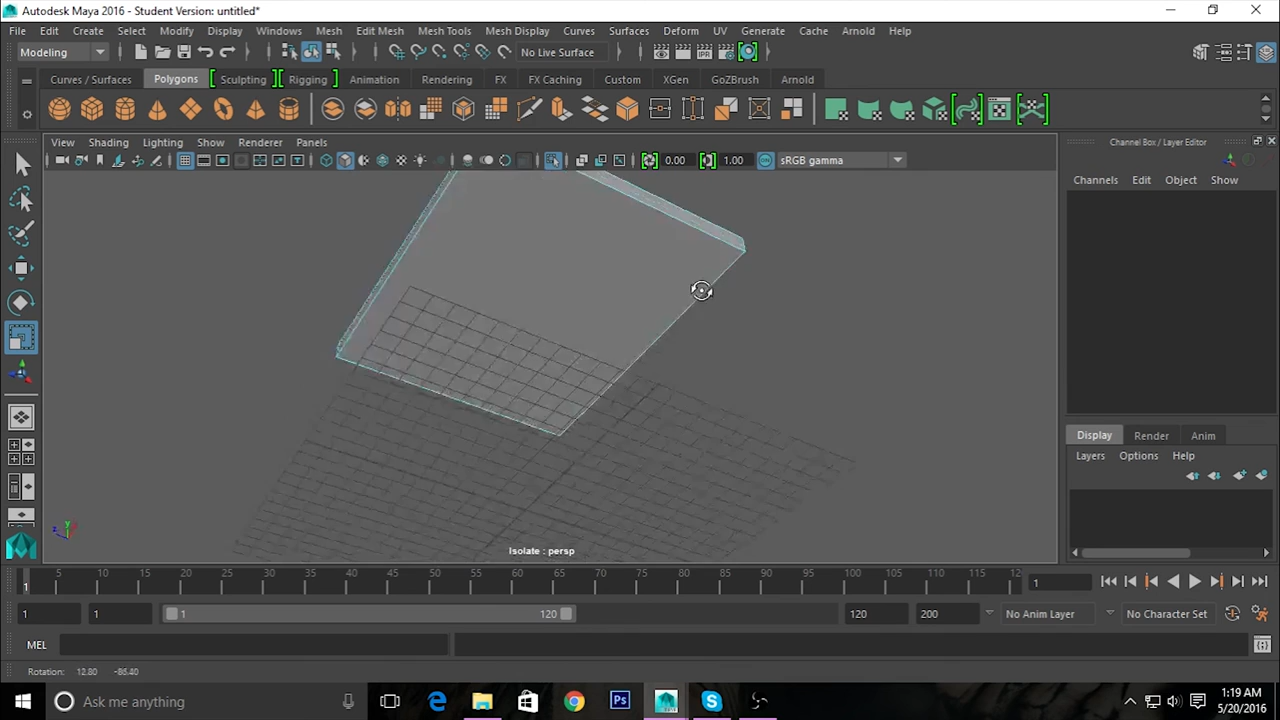 Autodesk Maya 2016 - Student Version: untitled*
File Edit Create Select Modify Display Windows Mesh Edit Mesh Mesh Tools Mesh Display Curves Surfaces Deform UV Generate Cache Arnold Help
Modeling No Live Surface
Curves / Surfaces Polygons Sculpting Rigging Animation Rendering FX FX Caching Custom XGen GoZBrush Arnold
View Shading Lighting Show Renderer Panels
0.00 1.00 sRGB gamma
Channel Box / Layer Editor
Channels Edit Object Show
Display Render Anim
Layers Options Help
Isolate : persp
1 5 10 15 20 25 30 35 40 45 50 55 60 65 70 75 80 85 90 95 100 105 110 115 12 1
1 1 1 120 120 200 No Anim Layer No Character Set
MEL
Rotation: 12.80 -86.40
Ask me anything
1:19 AM
5/20/2016